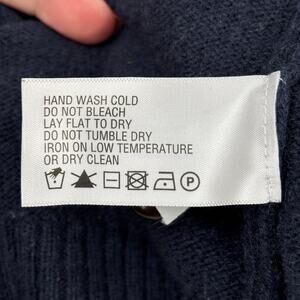 HAND WASH COLD
DO NOT BLEACH
LAY FLAT TO DRY
DO NOT TUMBLE DRY
IRON ON LOW TEMPERATURE
OR DRY CLEAN
P